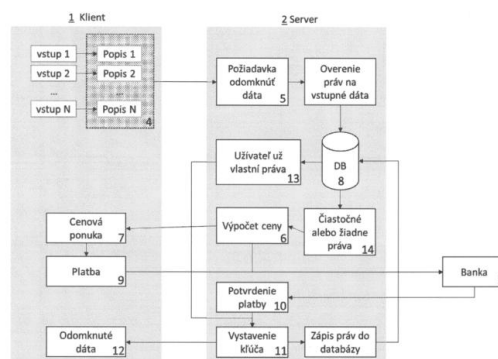 1 Klient
2 Server
vstup 1
Popis 1
vstup 2
Popis 2
...
...
vstup N
Popis N
4
Požiadavka
odomknúť
dáta
5
Overenie
práv na
vstupné dáta
Užívateľ už
vlastní práva
13
DB
8
Cenová
ponuka
7
Výpočet ceny
6
Čiastočné
alebo žiadne
práva
14
Platba
9
Banka
Potvrdenie
platby
10
Odomknuté
dáta
12
Vystavenie
kľúča
11
Zápis práv do
databázy